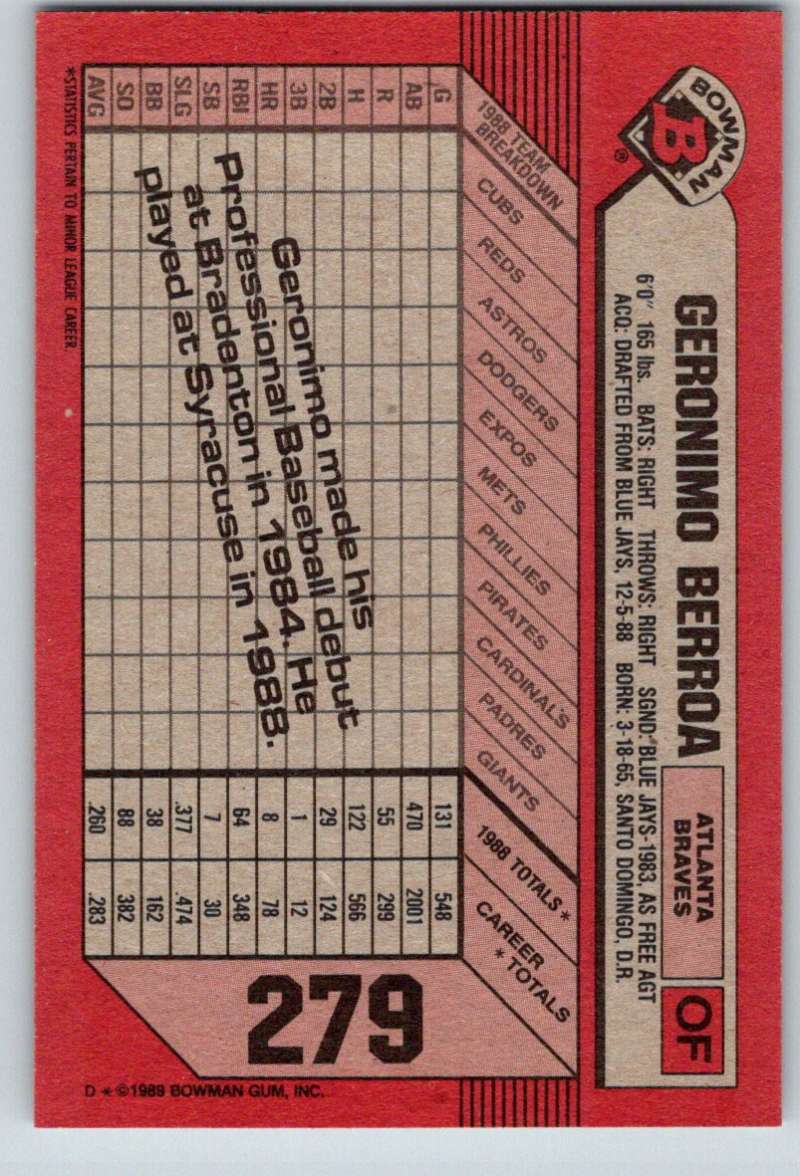 BOWMAN
B
®
GERONIMO BERROA
ATLANTA
BRAVES
OF
6'0" 165 lbs. BATS: RIGHT THROWS: RIGHT SGND: BLUE JAYS-1983, AS FREE AGT
ACQ: DRAFTED FROM BLUE JAYS, 12-5-88 BORN: 3-18-65, SANTO DOMINGO, D.R.
1988 TEAM
BREAKDOWN
CUBS
REDS
ASTROS
DODGERS
EXPOS
METS
PHILLIES
PIRATES
CARDINALS
PADRES
GIANTS
1988 TOTALS*
CAREER
*TOTALS
G 131 548
AB 470 2001
R 55 299
H 122 566
2B 29 124
3B 1 12
HR 8 78
RBI 64 348
SB 7 30
SLG .377 .474
BB 38 162
SO 88 382
AVG .260 .283
Geronimo made his
Professional Baseball debut
at Bradenton in 1984. He
played at Syracuse in 1988.
279
*STATISTICS PERTAIN TO MINOR LEAGUE CAREER.
D * ©1989 BOWMAN GUM, INC.